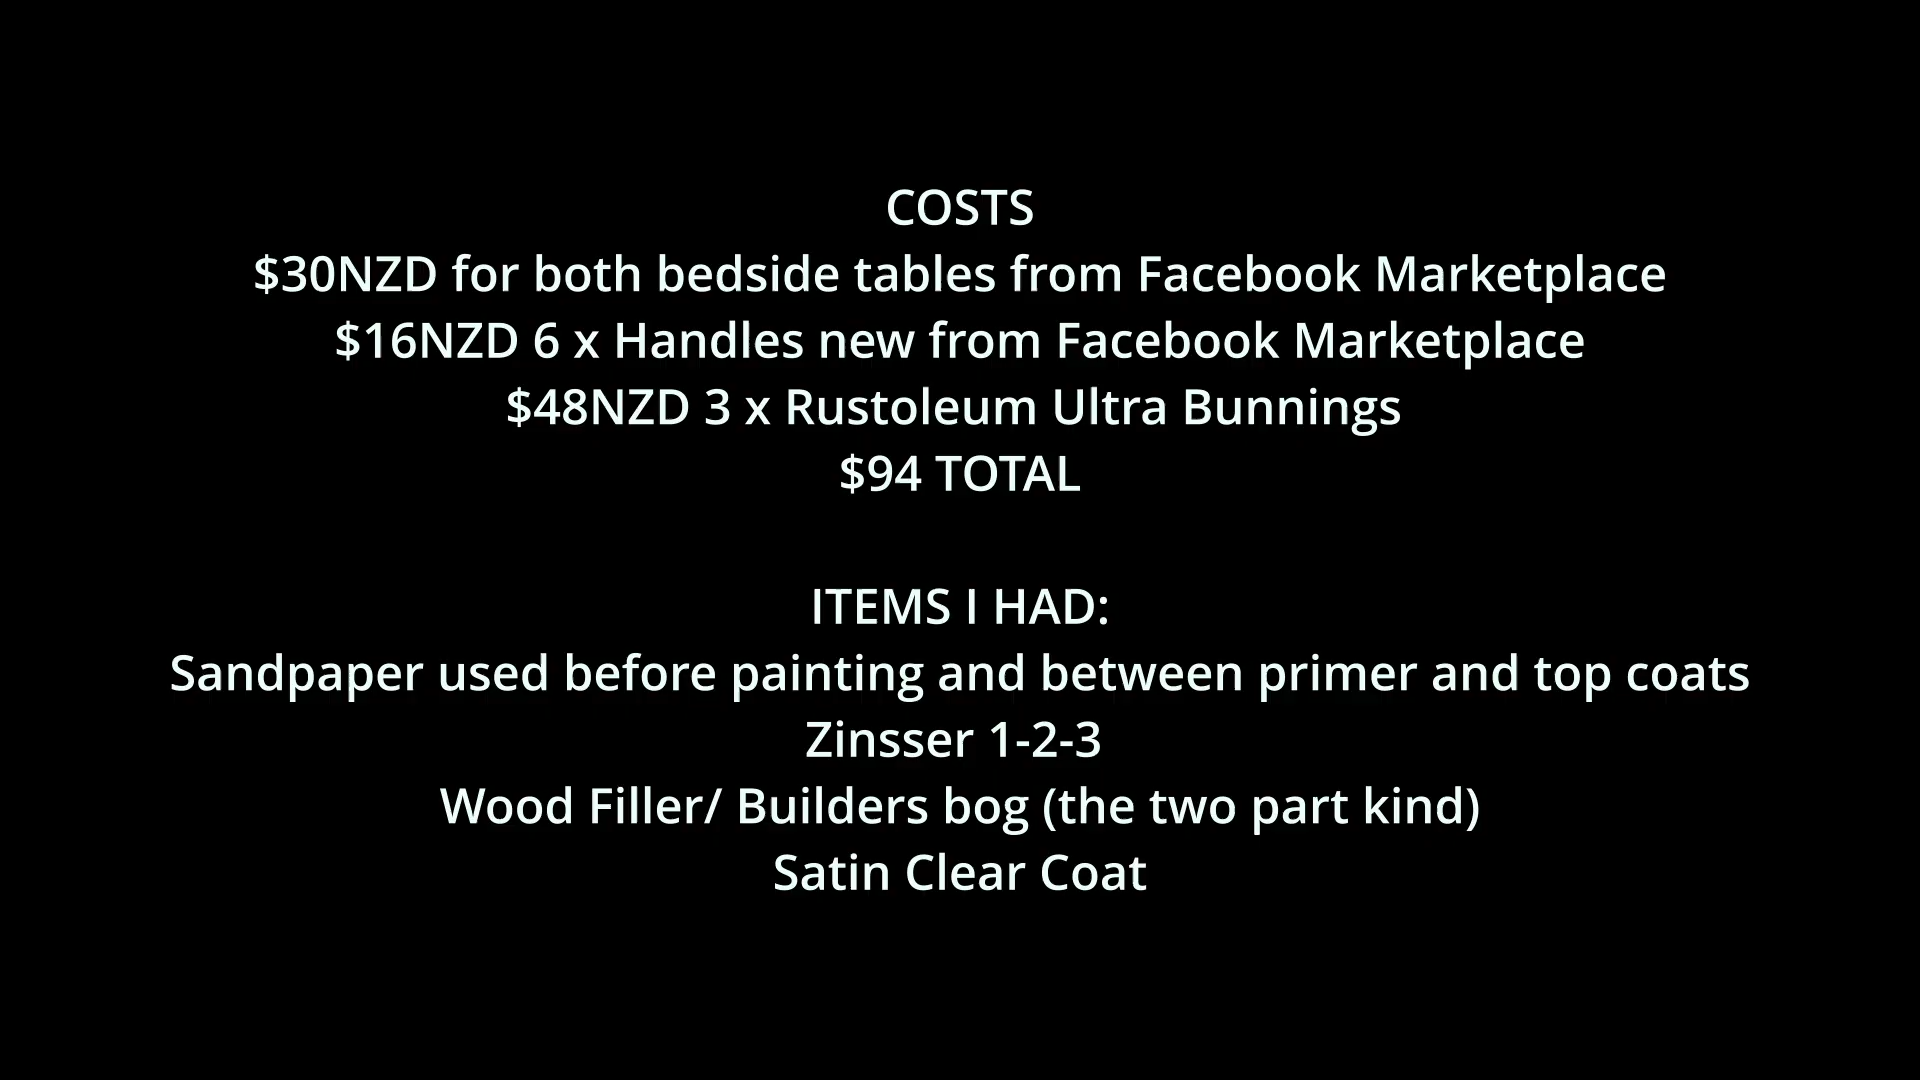 COSTS
$30NZD for both bedside tables from Facebook Marketplace
$16NZD 6 x Handles new from Facebook Marketplace
$48NZD 3 x Rustoleum Ultra Bunnings
$94 TOTAL
ITEMS I HAD:
Sandpaper used before painting and between primer and top coats
Zinsser 1-2-3
Wood Filler/ Builders bog (the two part kind)
Satin Clear Coat